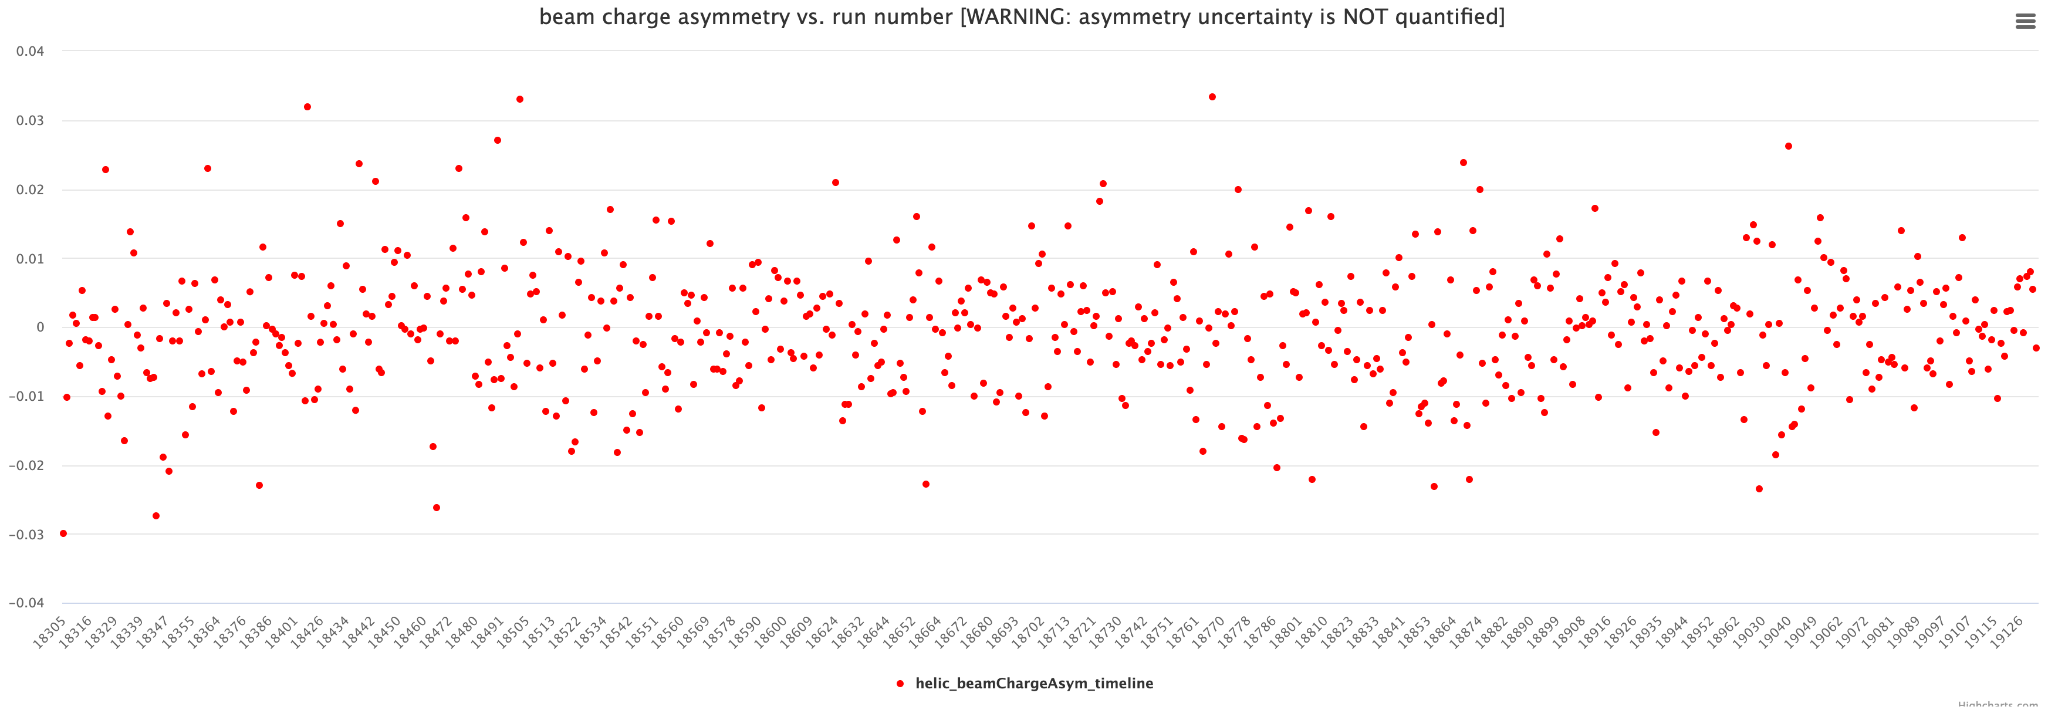 beam charge asymmetry vs. run number [WARNING: asymmetry uncertainty is NOT quantified]
0.04
0.03
0.02
0.01
0
−0.01
−0.02
−0.03
−0.04
18305 18316 18329 18339 18347 18355 18364 18376 18386 18401 18426 18434 18442 18450 18460 18472 18480 18491 18505 18513 18522 18534 18542 18551 18560 18569 18578 18590 18600 18609 18624 18632 18644 18652 18664 18672 18680 18693 18702 18713 18721 18730 18742 18751 18761 18770 18778 18786 18801 18810 18823 18833 18841 18853 18864 18874 18882 18890 18899 18908 18916 18926 18935 18944 18952 18962 19030 19040 19049 19062 19072 19081 19089 19097 19107 19115 19126
helic_beamChargeAsym_timeline
Highcharts.com